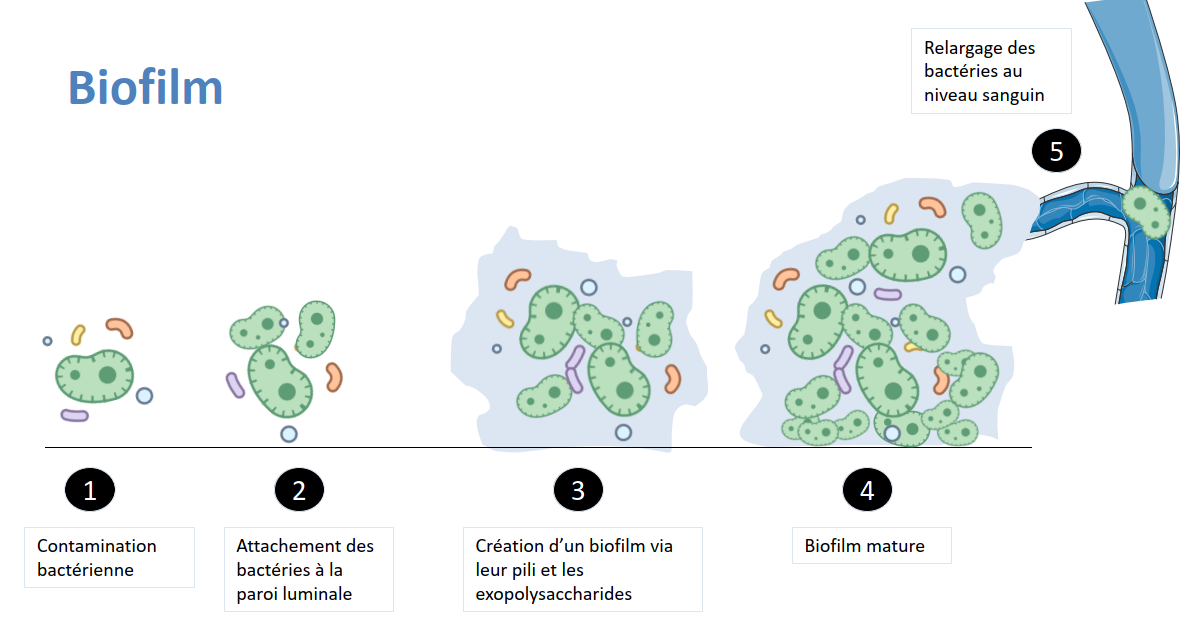 Biofilm
Relargage des
bactéries au
niveau sanguin
5
1
2
3
4
Contamination
bactérienne
Attachement des
bactéries à la
paroi luminale
Création d’un biofilm via
leur pili et les
exopolysaccharides
Biofilm mature